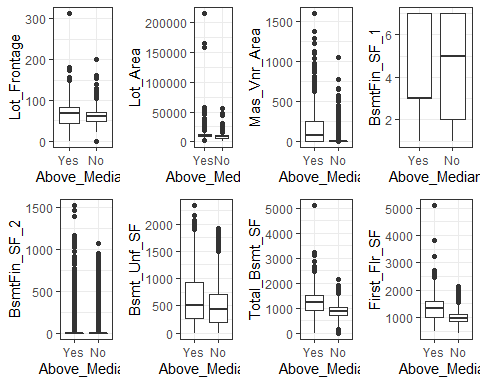 Lot_Frontage
300
200
100
0
Yes No
Above_Media
Lot_Area
200000
150000
100000
50000
0
YesNo
Above_Med
Mas_Vnr_Area
1500
1000
500
0
Yes No
Above_Media
BsmtFin_SF_1
6
4
2
Yes No
Above_Median
BsmtFin_SF_2
1500
1000
500
0
Yes No
Above_Media
Bsmt_Unf_SF
2000
1500
1000
500
0
Yes No
Above_Media
Total_Bsmt_SF
5000
4000
3000
2000
1000
0
Yes No
Above_Media
First_Flr_SF
5000
4000
3000
2000
1000
Yes No
Above_Media